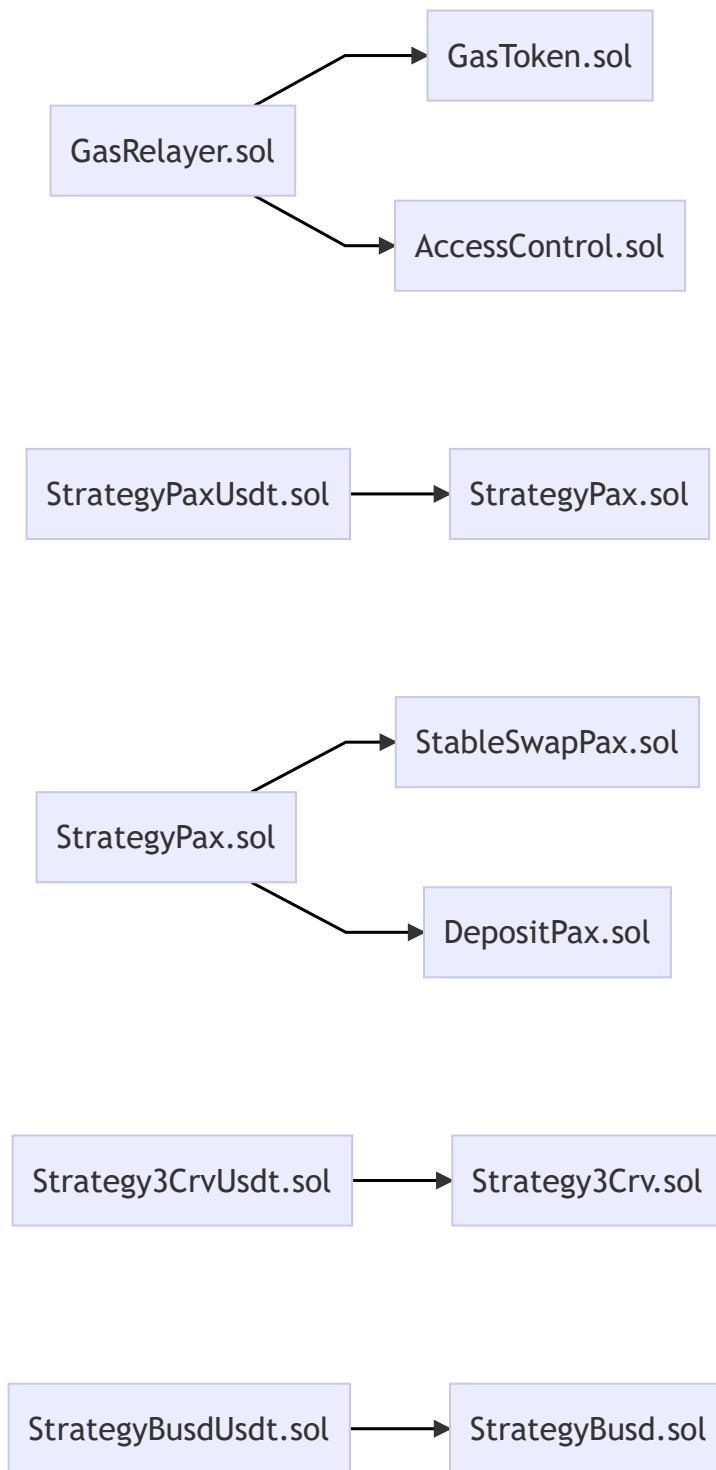 GasToken.sol
GasRelayer.sol
AccessControl.sol
StrategyPaxUsdt.sol
StrategyPax.sol
StableSwapPax.sol
StrategyPax.sol
DepositPax.sol
Strategy3CrvUsdt.sol
Strategy3Crv.sol
StrategyBusdUsdt.sol
StrategyBusd.sol